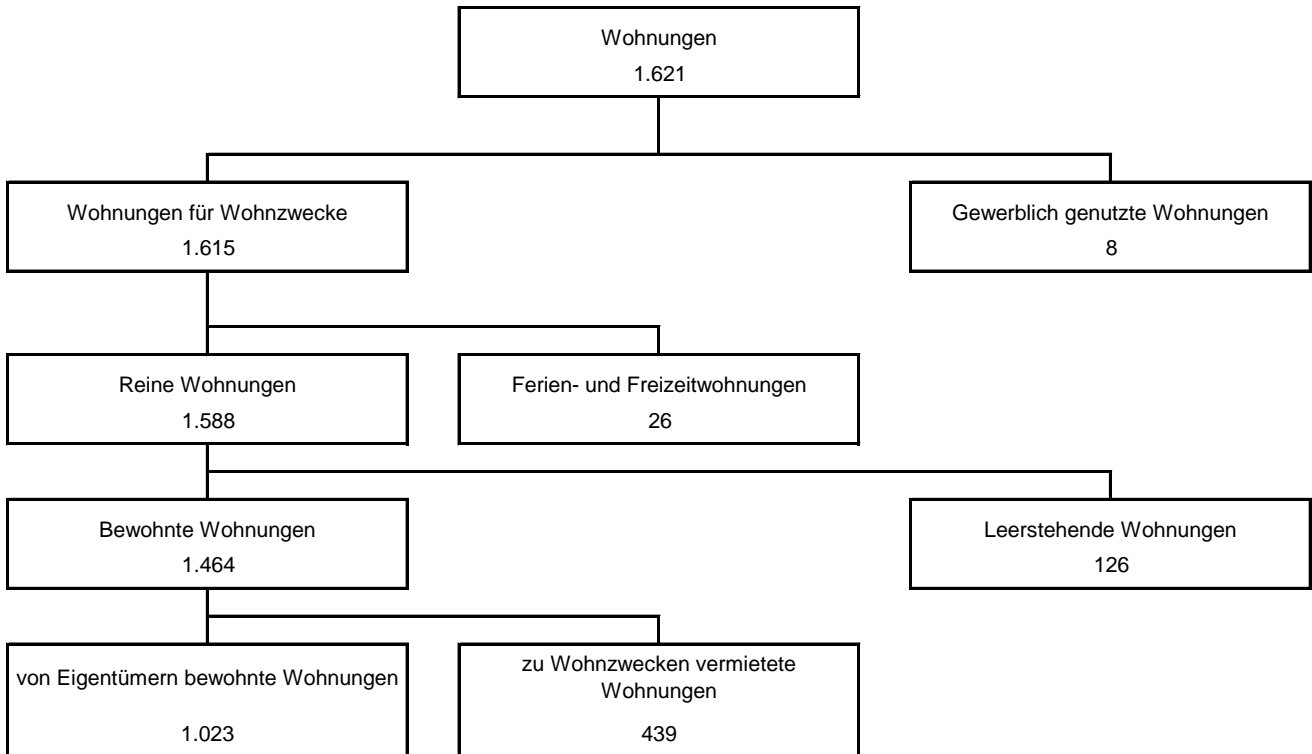 Wohnungen
1.621
Wohnungen für Wohnzwecke
1.615
Gewerblich genutzte Wohnungen
8
Reine Wohnungen
1.588
Ferien- und Freizeitwohnungen
26
Bewohnte Wohnungen
1.464
Leerstehende Wohnungen
126
von Eigentümern bewohnte Wohnungen
1.023
zu Wohnzwecken vermietete
Wohnungen
439